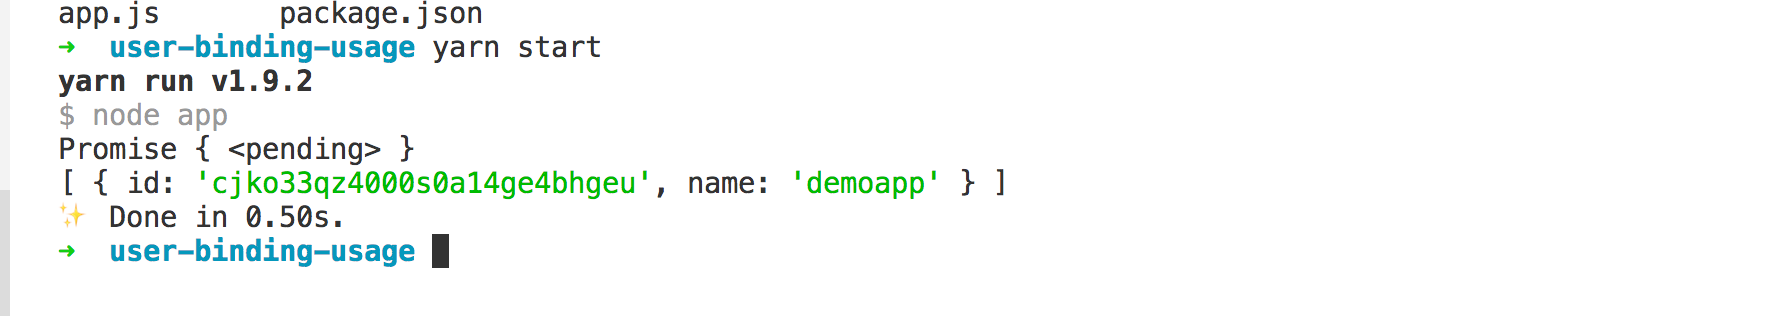 app.js       package.json
➜  user-binding-usage yarn start
yarn run v1.9.2
$ node app
Promise { <pending> }
[ { id: 'cjko33qz4000s0a14ge4bhgeu', name: 'demoapp' } ]
✨  Done in 0.50s.
➜  user-binding-usage